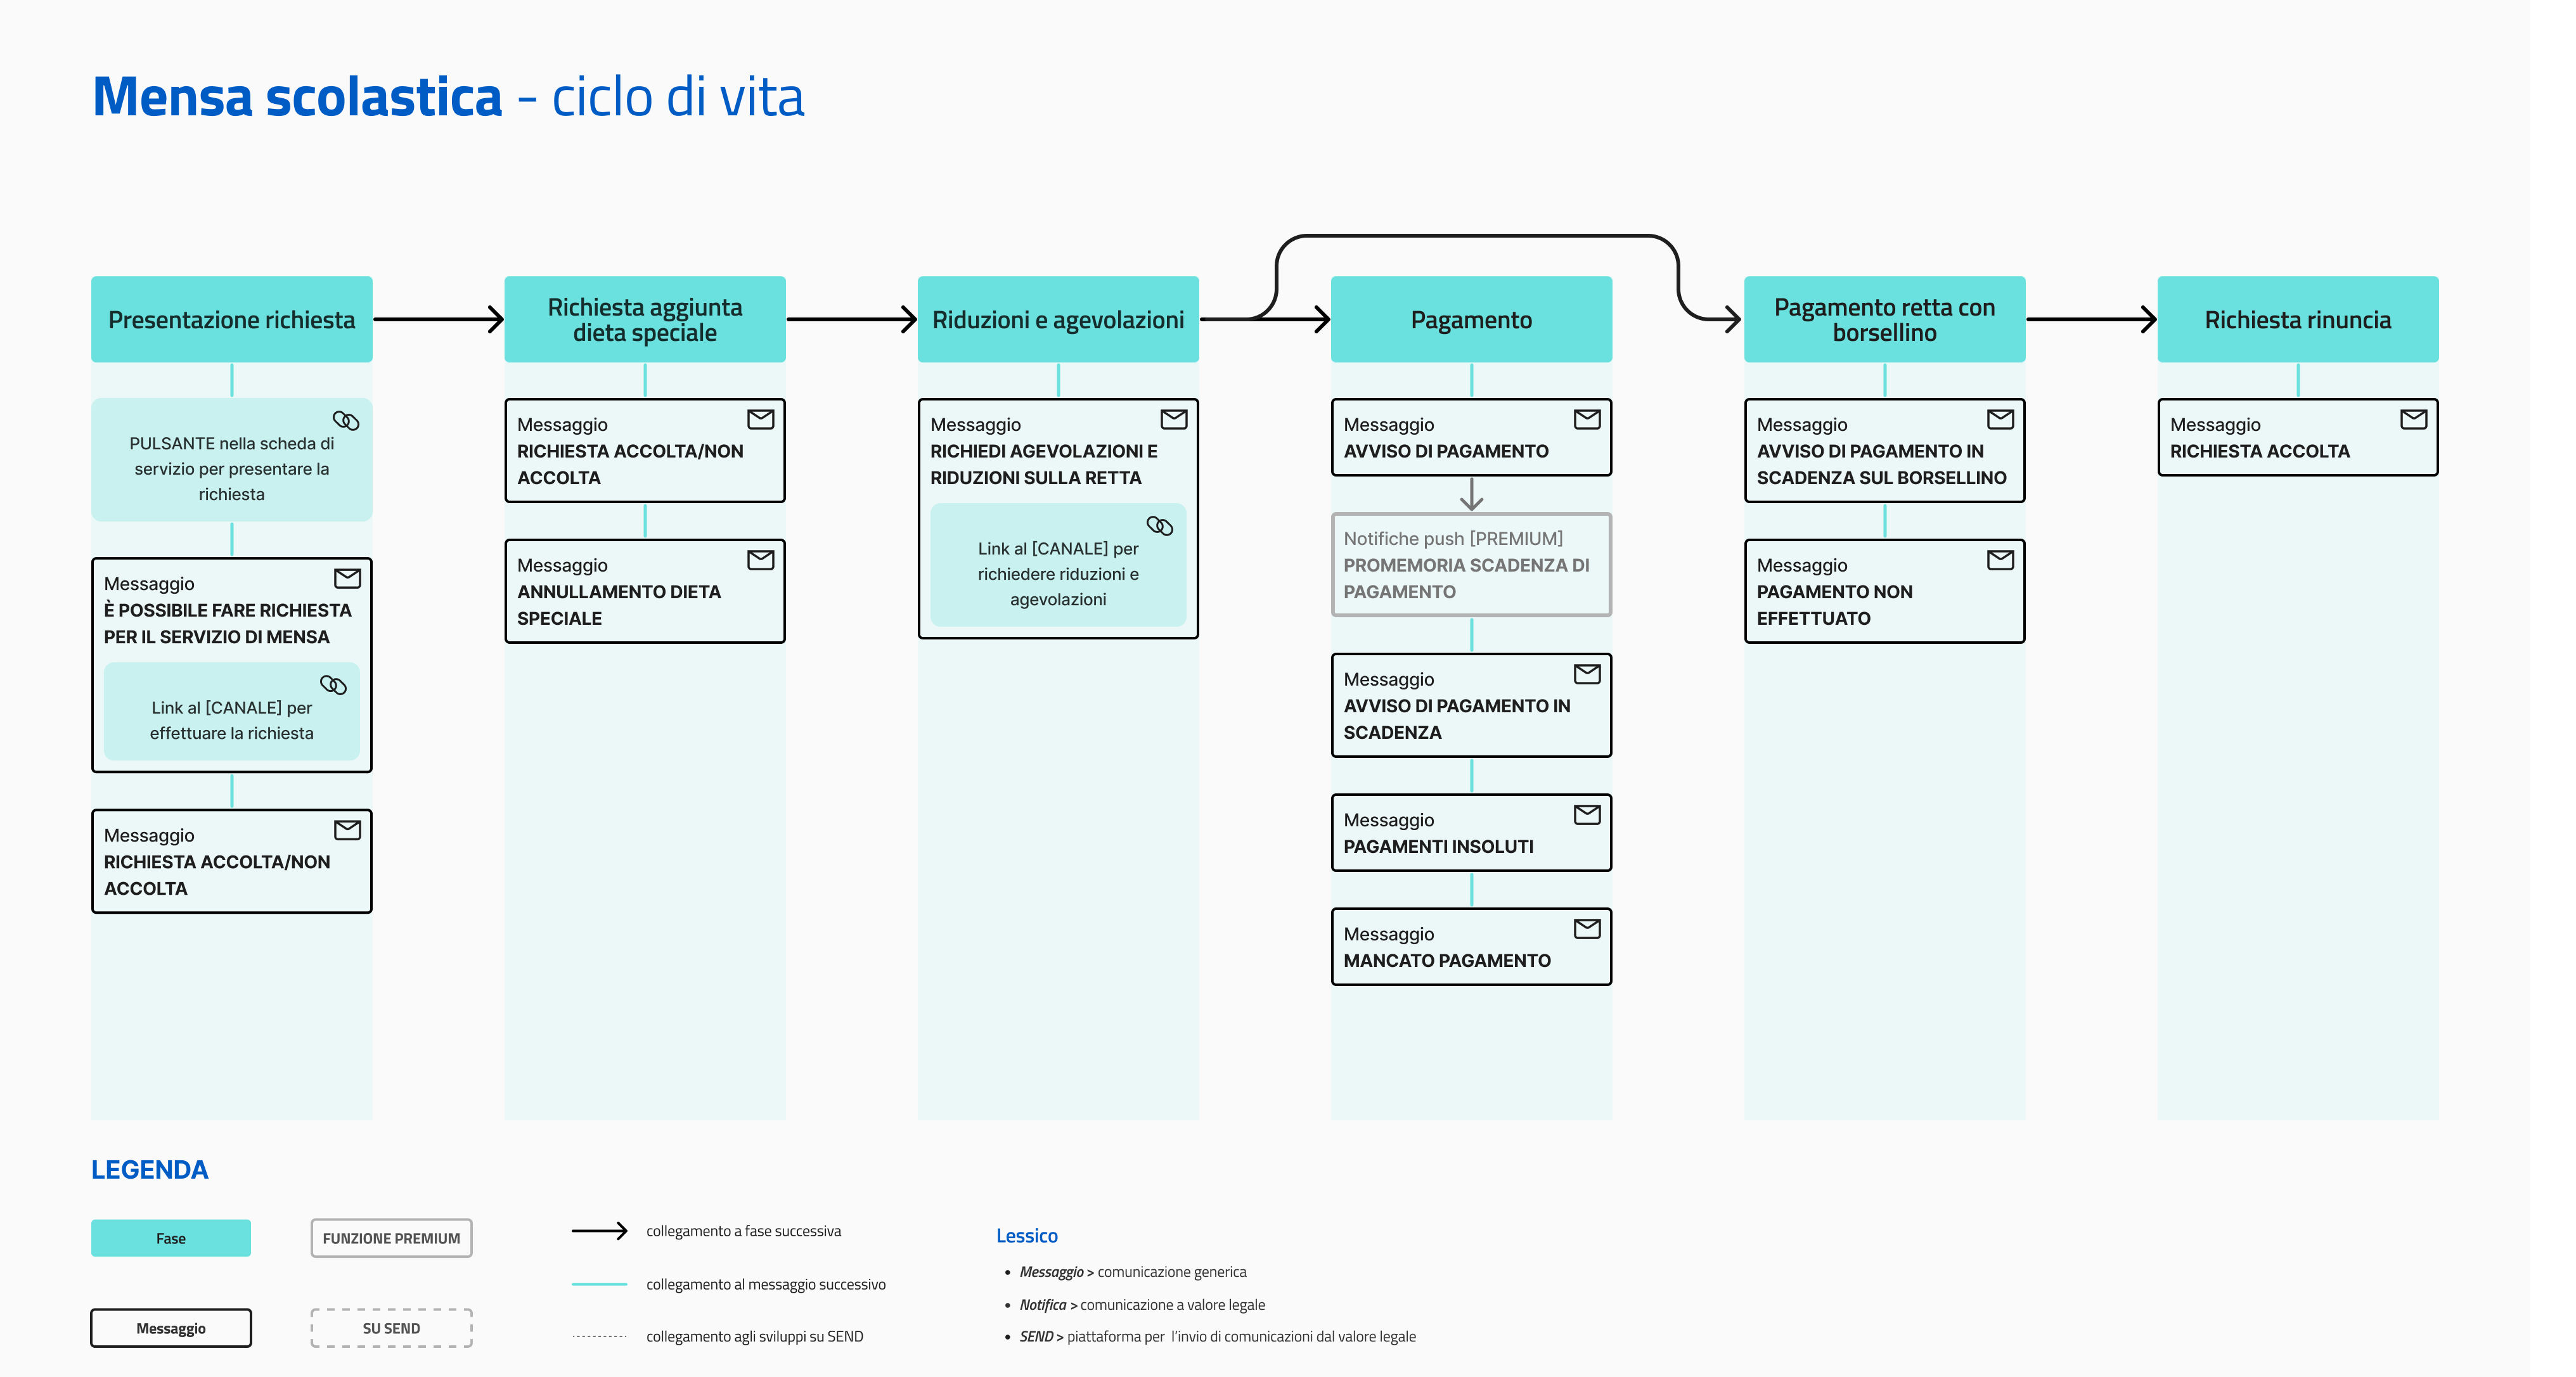 Mensa scolastica - ciclo di vita
Presentazione richiesta
PULSANTE nella scheda di
servizio per presentare la
richiesta
Messaggio
È POSSIBILE FARE RICHIESTA
PER IL SERVIZIO DI MENSA
Link al [CANALE] per
effettuare la richiesta
Messaggio
RICHIESTA ACCOLTA/NON
ACCOLTA
Richiesta aggiunta
dieta speciale
Messaggio
RICHIESTA ACCOLTA/NON
ACCOLTA
Messaggio
ANNULLAMENTO DIETA
SPECIALE
Riduzioni e agevolazioni
Messaggio
RICHIEDI AGEVOLAZIONI E
RIDUZIONI SULLA RETTA
Link al [CANALE] per
richiedere riduzioni e
agevolazioni
Pagamento
Messaggio
AVVISO DI PAGAMENTO
Notifiche push [PREMIUM]
PROMEMORIA SCADENZA DI
PAGAMENTO
Messaggio
AVVISO DI PAGAMENTO IN
SCADENZA
Messaggio
PAGAMENTI INSOLUTI
Messaggio
MANCATO PAGAMENTO
Pagamento retta con
borsellino
Messaggio
AVVISO DI PAGAMENTO IN
SCADENZA SUL BORSELLINO
Messaggio
PAGAMENTO NON
EFFETTUATO
Richiesta rinuncia
Messaggio
RICHIESTA ACCOLTA
LEGENDA
Fase
Messaggio
FUNZIONE PREMIUM
SU SEND
collegamento a fase successiva
collegamento al messaggio successivo
collegamento agli sviluppi su SEND
Lessico
• Messaggio > comunicazione generica
• Notifica > comunicazione a valore legale
• SEND > piattaforma per l'invio di comunicazioni dal valore legale